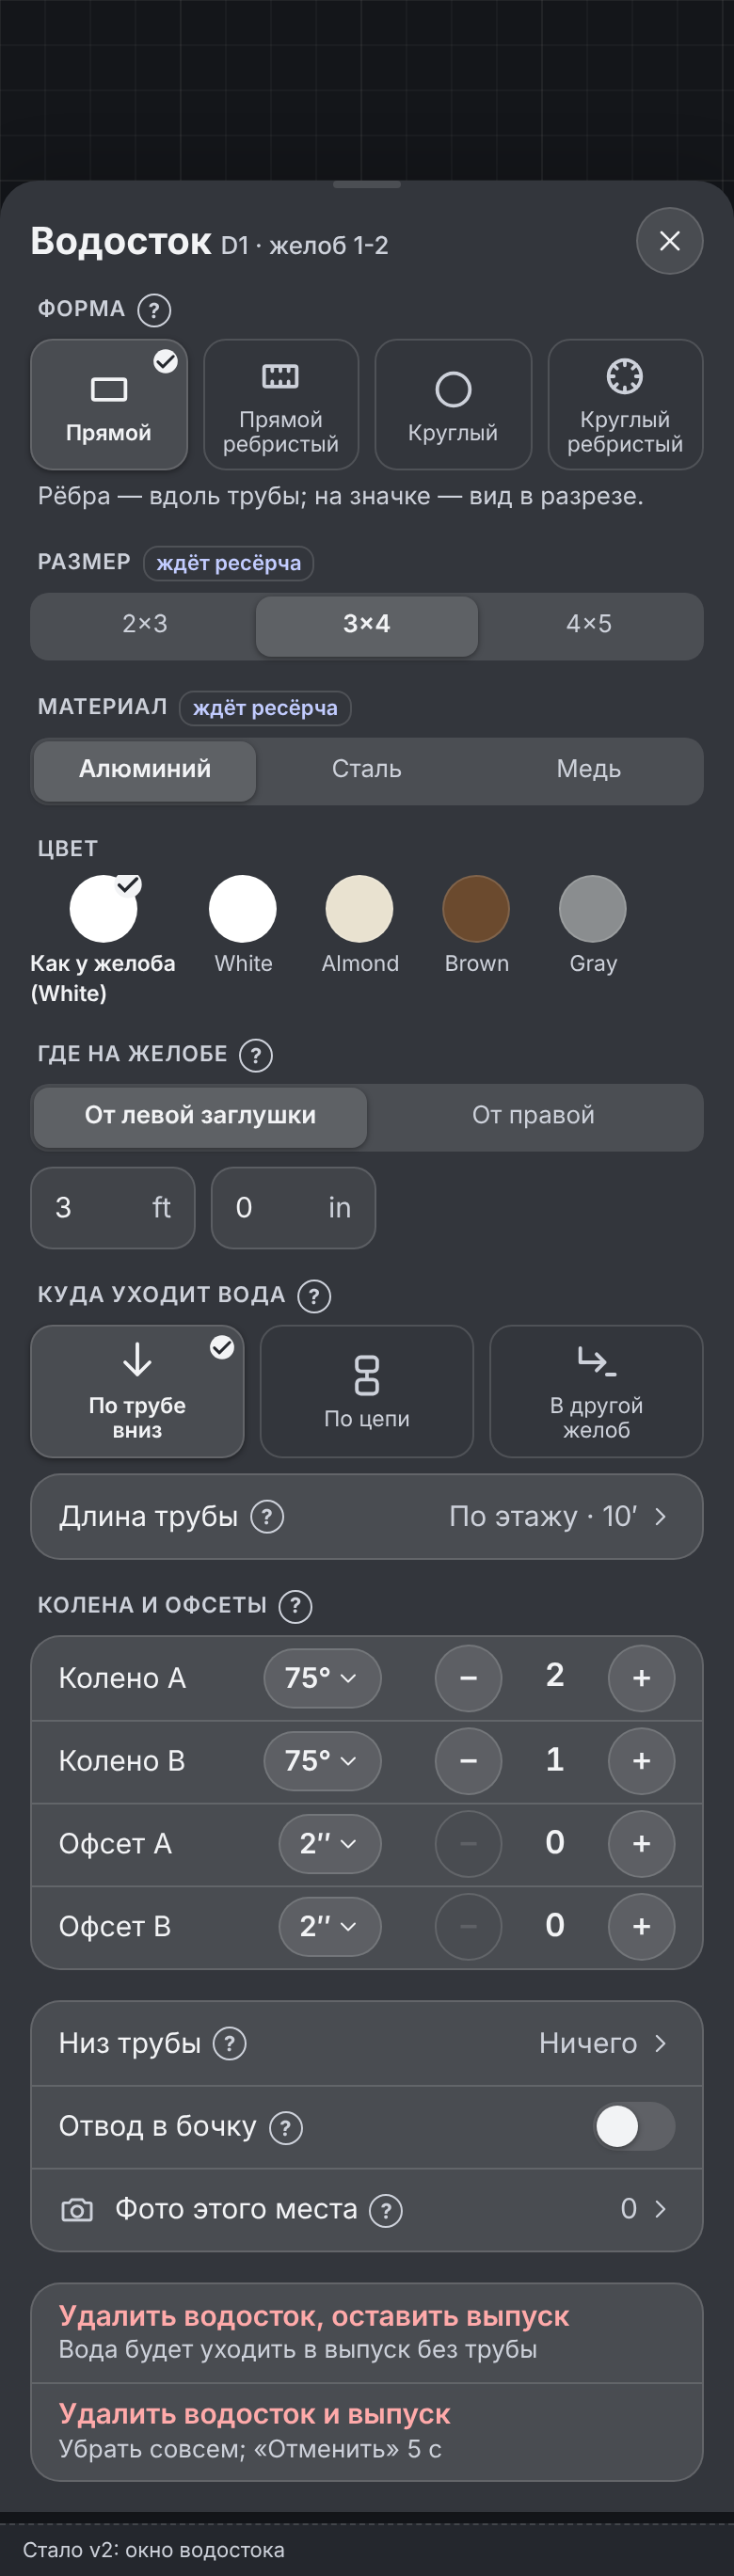 Водосток D1 · желоб 1-2
ФОРМА ?
Прямой
Прямой
ребристый
Круглый
Круглый
ребристый
Рёбра — вдоль трубы; на значке — вид в разрезе.
РАЗМЕР ждёт ресёрча
2×3 3×4 4×5
МАТЕРИАЛ ждёт ресёрча
Алюминий Сталь Медь
ЦВЕТ
Как у желоба
(White)
White
Almond
Brown
Gray
ГДЕ НА ЖЕЛОБЕ ?
От левой заглушки От правой
3 ft 0 in
КУДА УХОДИТ ВОДА ?
По трубе
вниз
По цепи
В другой
желоб
Длина трубы ? По этажу · 10′
КОЛЕНА И ОФСЕТЫ ?
Колено A 75° − 2 +
Колено B 75° − 1 +
Офсет A 2″ − 0 +
Офсет B 2″ − 0 +
Низ трубы ? Ничего
Отвод в бочку ?
Фото этого места ? 0
Удалить водосток, оставить выпуск
Вода будет уходить в выпуск без трубы
Удалить водосток и выпуск
Убрать совсем; «Отменить» 5 с
Стало v2: окно водостока